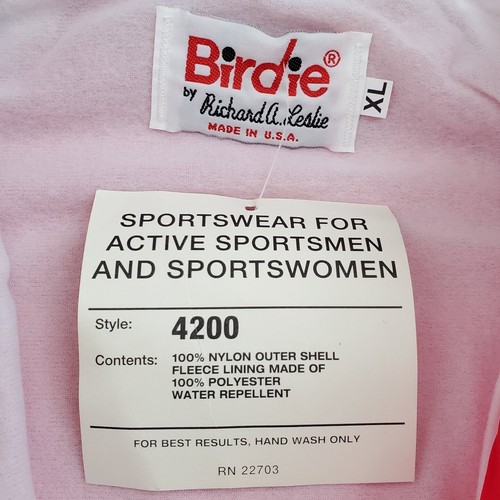 Birdie®
by Richard A. Leslie
MADE IN U.S.A.
XL
SPORTSWEAR FOR
ACTIVE SPORTSMEN
AND SPORTSWOMEN
Style: 4200
Contents: 100% NYLON OUTER SHELL
FLEECE LINING MADE OF
100% POLYESTER
WATER REPELLENT
FOR BEST RESULTS, HAND WASH ONLY
RN 22703